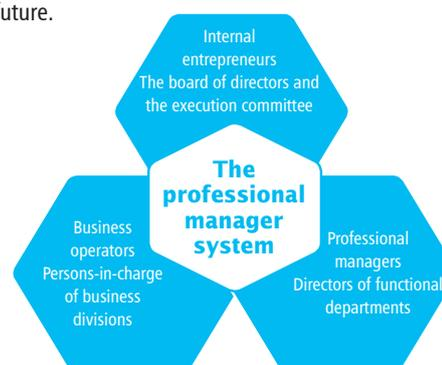 uture.
Internal
entrepreneurs
The board of directors and
the execution committee
The
professional
manager
system
Business
operators
Persons-in-charge
of business
divisions
Professional
managers
Directors of functional
departments